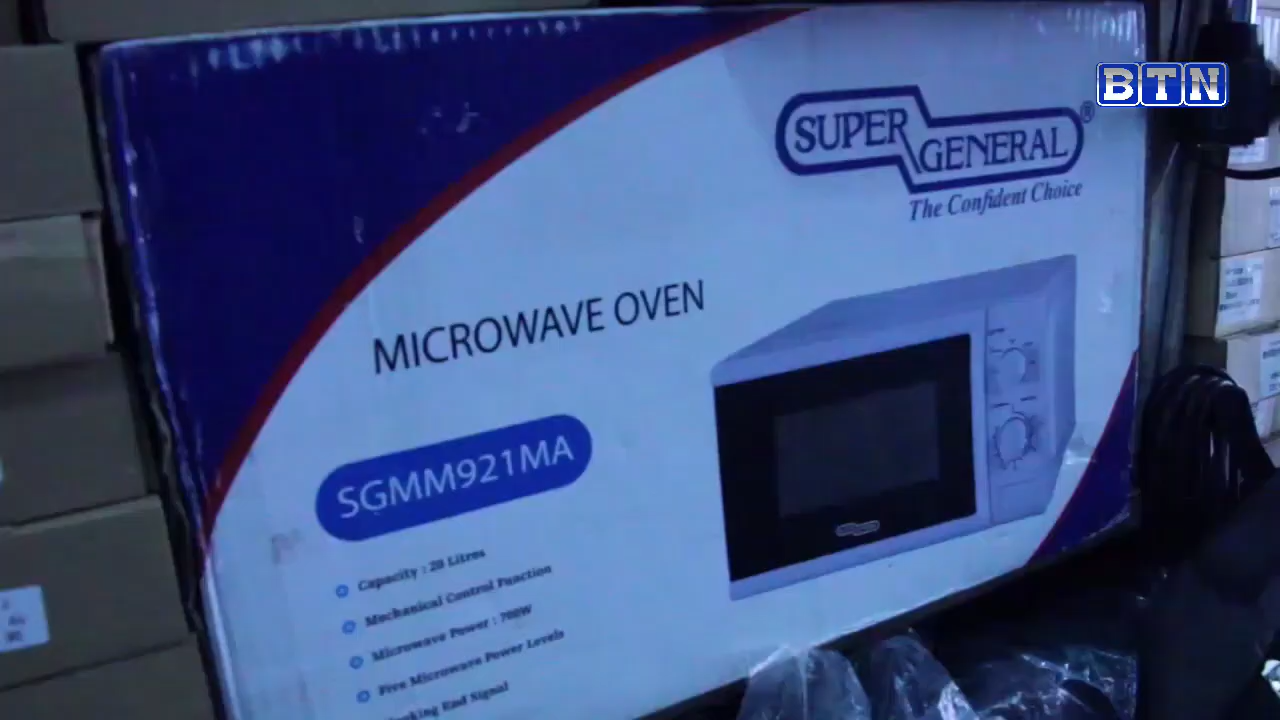 BTN
SUPER GENERAL®
The Confident Choice
MICROWAVE OVEN
SGMM921MA
Capacity : 20 Litres
Mechanical Control Function
Microwave Power : 700W
Five Microwave Power Levels
End Signal